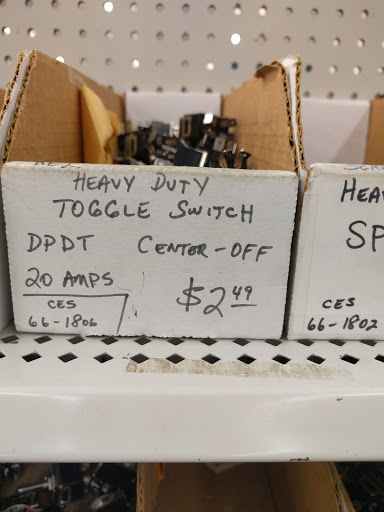 HEAVY DUTY
TOGGLE SWITCH
DPDT CENTER-OFF
20 AMPS
$2 49
CES
66-1806
HEA
SP
CES
66-1802